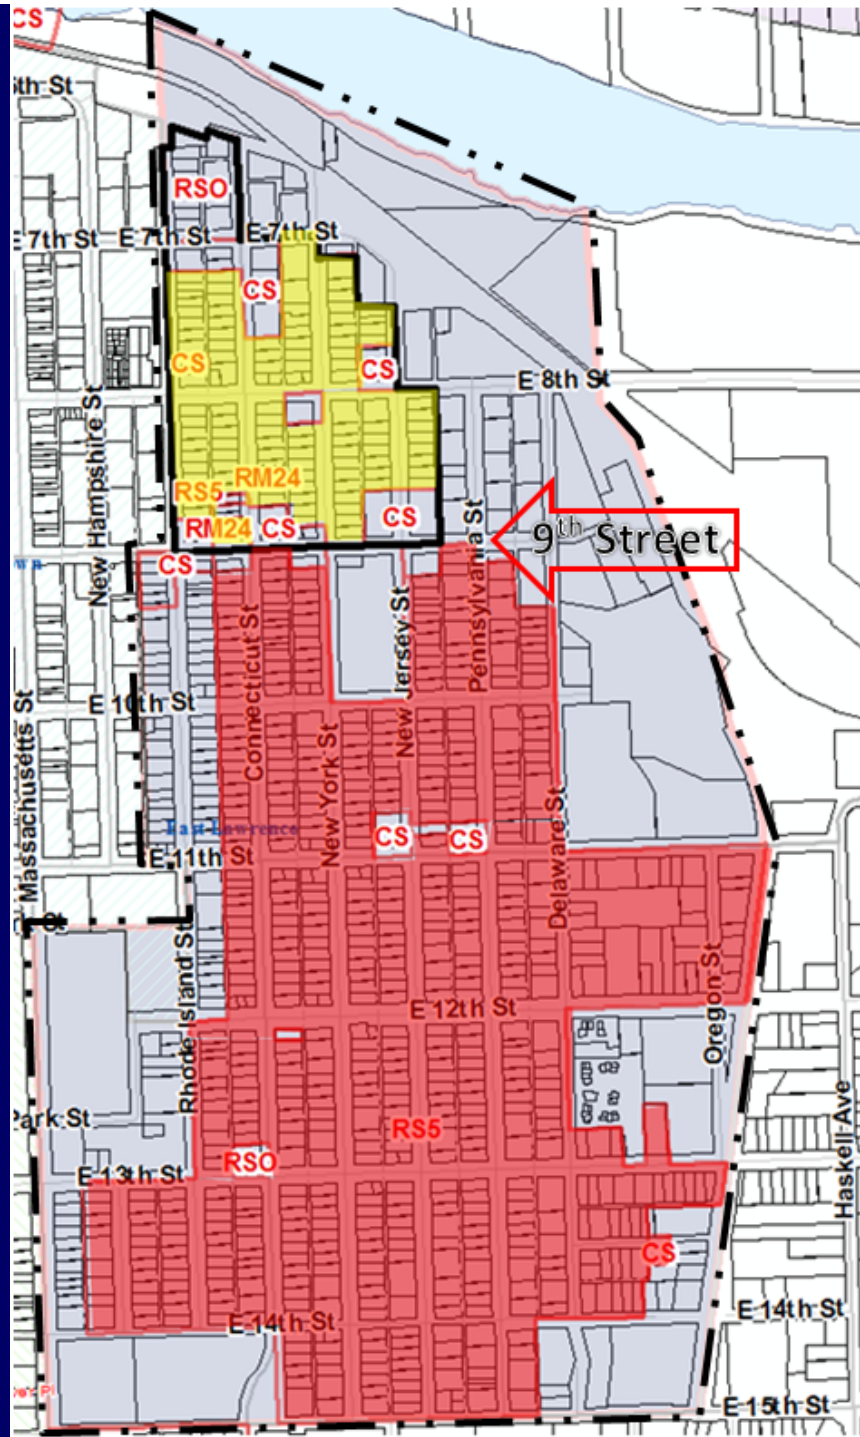 CS
6th St
RSO
E 7th St
E 7th St
E 7th St
CS
CS
CS
E 8th St
New Hampshire St
RM24
RS5
RM24
CS
CS
9th Street
Pennsylvania St
CS
New Jersey St
Connecticut St
E 10th St
Massachusetts St
New York St
Delaware St
East Lawrence
CS
CS
E 11th St
Rhode Island St
Oregon St
E 12th St
Park St
RS5
RSO
E 13th St
Haskell Ave
CS
E 14th St
E 14th St
E 15th St